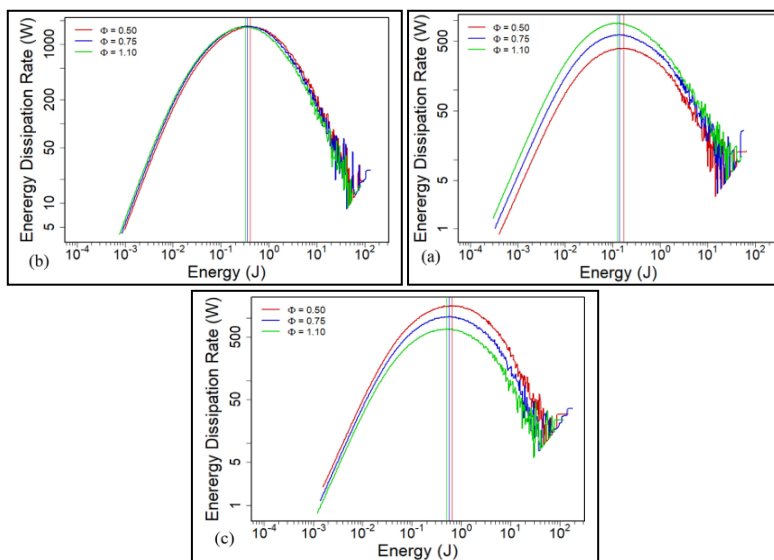 Enerergy Dissipation Rate (W)
1000
200
50
10
5
Φ = 0.50
Φ = 0.75
Φ = 1.10
10⁻⁴ 10⁻³ 10⁻² 10⁻¹ 10⁰ 10¹ 10²
Energy (J)
(b)
Enerergy Dissipation Rate (W)
500
50
5
1
Φ = 0.50
Φ = 0.75
Φ = 1.10
10⁻⁴ 10⁻³ 10⁻² 10⁻¹ 10⁰ 10¹ 10²
Energy (J)
(a)
Enerergy Dissipation Rate (W)
500
50
5
1
Φ = 0.50
Φ = 0.75
Φ = 1.10
10⁻⁴ 10⁻³ 10⁻² 10⁻¹ 10⁰ 10¹ 10²
Energy (J)
(c)